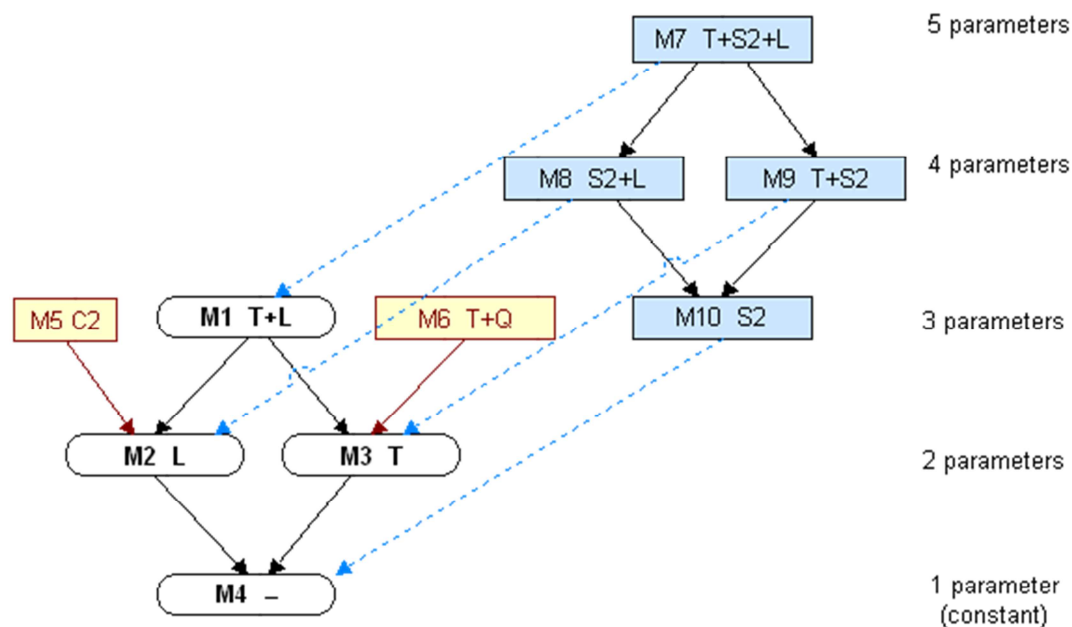 M7 T+S2+L
5 parameters
M8 S2+L
M9 T+S2
4 parameters
M5 C2
M1 T+L
M6 T+Q
M10 S2
3 parameters
M2 L
M3 T
2 parameters
M4 –
1 parameter
(constant)